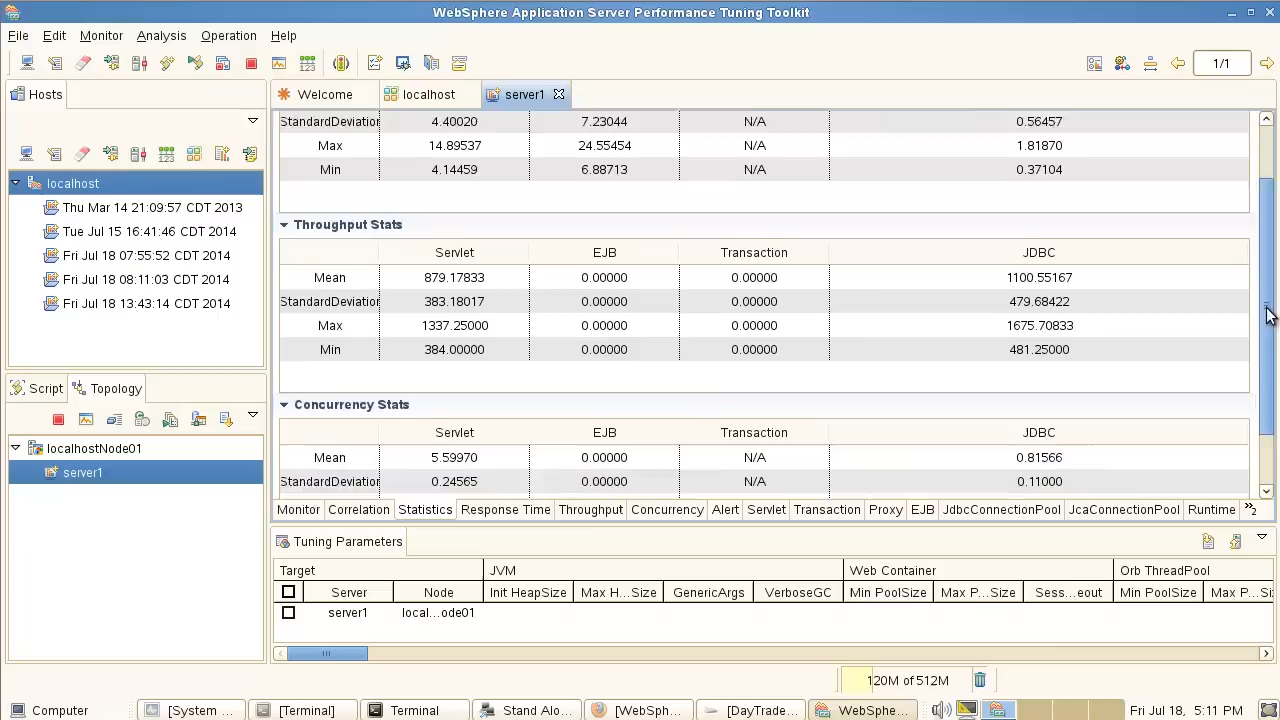 WebSphere Application Server Performance Tuning Toolkit
File Edit Monitor Analysis Operation Help
1/1
Hosts
Welcome localhost server1
localhost
Thu Mar 14 21:09:57 CDT 2013
Tue Jul 15 16:41:46 CDT 2014
Fri Jul 18 07:55:52 CDT 2014
Fri Jul 18 08:11:03 CDT 2014
Fri Jul 18 13:43:14 CDT 2014
Script Topology
localhostNode01
server1
StandardDeviation 4.40020 7.23044 N/A 0.56457
Max 14.89537 24.55454 N/A 1.81870
Min 4.14459 6.88713 N/A 0.37104
Throughput Stats
Servlet EJB Transaction JDBC
Mean 879.17833 0.00000 0.00000 1100.55167
StandardDeviation 383.18017 0.00000 0.00000 479.68422
Max 1337.25000 0.00000 0.00000 1675.70833
Min 384.00000 0.00000 0.00000 481.25000
Concurrency Stats
Servlet EJB Transaction JDBC
Mean 5.59970 0.00000 N/A 0.81566
StandardDeviation 0.24565 0.00000 N/A 0.11000
Monitor Correlation Statistics Response Time Throughput Concurrency Alert Servlet Transaction Proxy EJB JdbcConnectionPool JcaConnectionPool Runtime »2
Tuning Parameters
Target JVM Web Container Orb ThreadPool
Server Node Init HeapSize Max H...Size GenericArgs VerboseGC Min PoolSize Max P...Size Sess...eout Min PoolSize Max P...Si
server1 local...ode01
120M of 512M
Computer [System ... [Terminal] Terminal Stand Alo... [WebSph... [DayTrade... WebSphe... Fri Jul 18, 5:11 PM